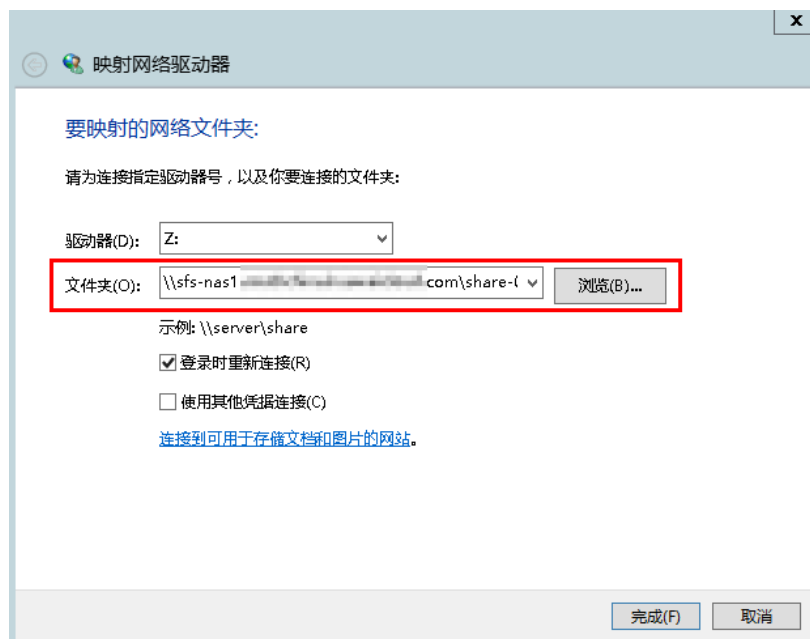 x
映射网络驱动器
要映射的网络文件夹:
请为连接指定驱动器号，以及你要连接的文件夹:
驱动器(D): Z:
文件夹(O): \\sfs-nas1 com\share-( 浏览(B)...
示例: \\server\share
登录时重新连接(R)
使用其他凭据连接(C)
连接到可用于存储文档和图片的网站。
完成(F) 取消